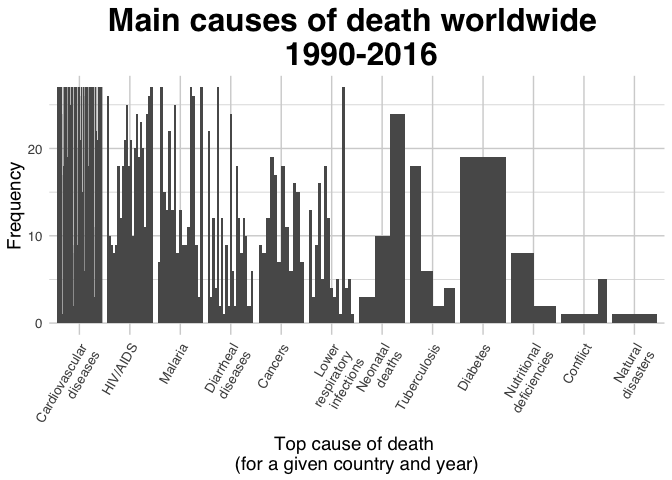 Main causes of death worldwide
1990-2016
Frequency
20
10
0
Cardiovascular
diseases
HIV/AIDS
Malaria
Diarrheal
diseases
Cancers
Lower
respiratory
infections
Neonatal
deaths
Tuberculosis
Diabetes
Nutritional
deficiencies
Conflict
Natural
disasters
Top cause of death
(for a given country and year)